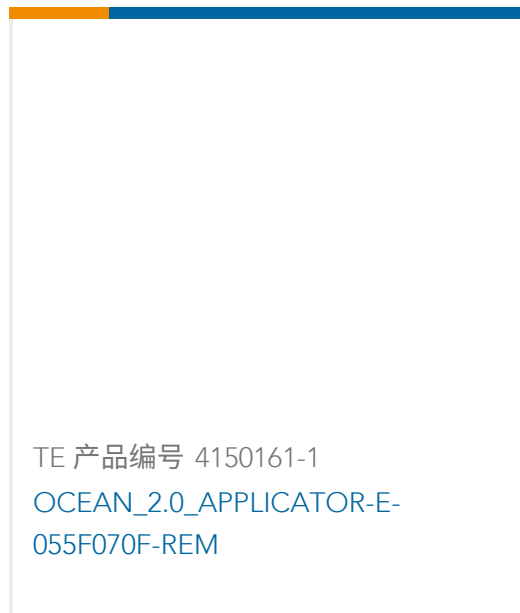 TE 产品编号 4150161-1
OCEAN_2.0_APPLICATOR-E-
055F070F-REM